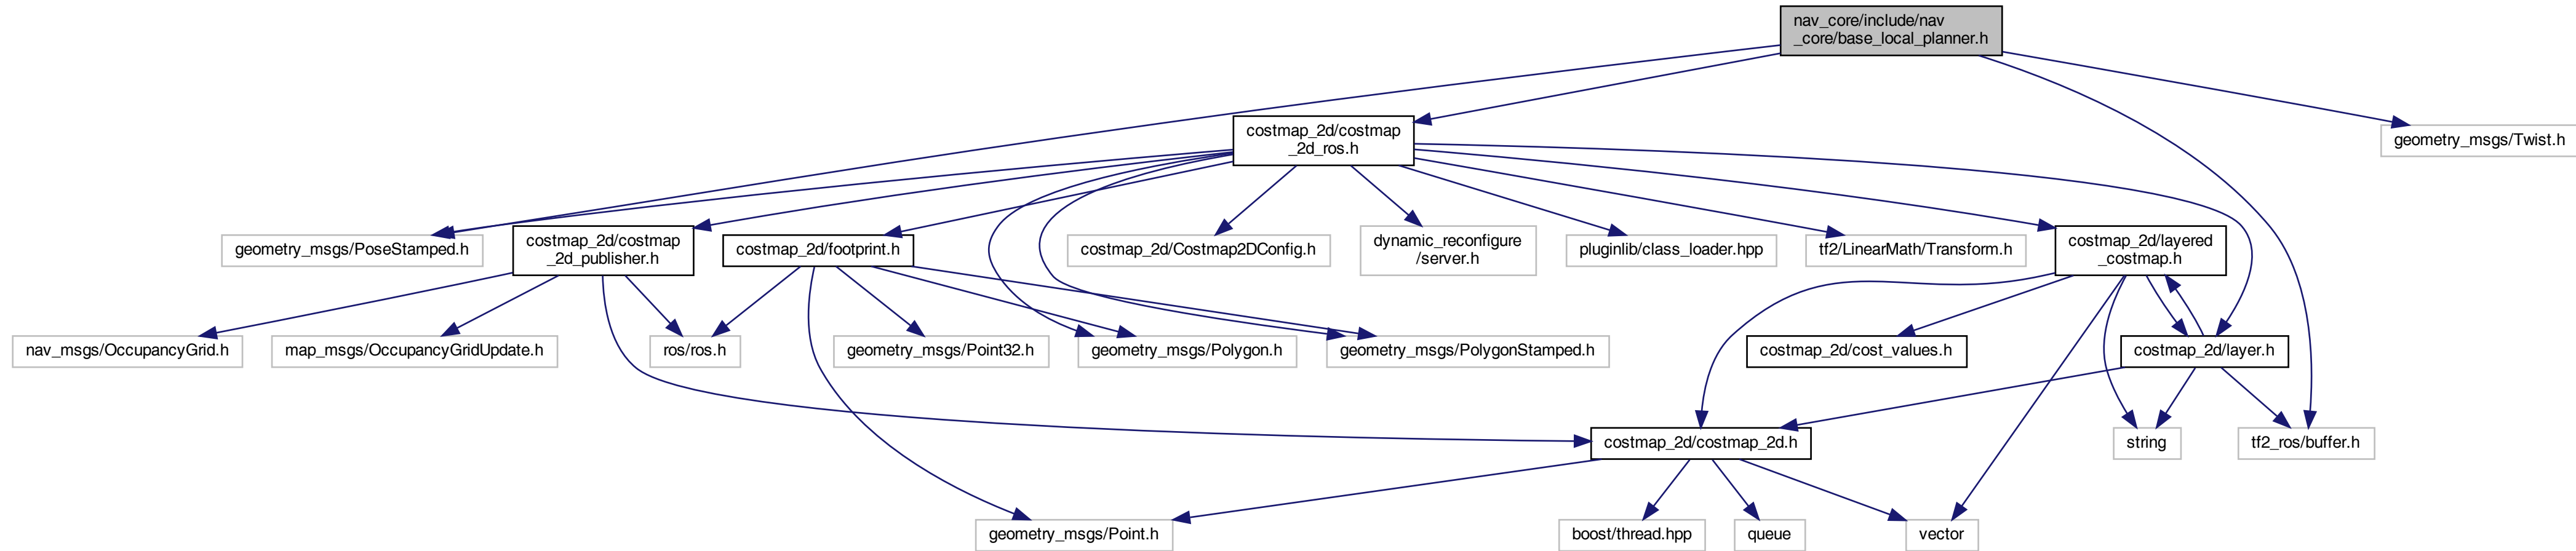 nav_core/include/nav
_core/base_local_planner.h
costmap_2d/costmap
_2d_ros.h
geometry_msgs/Twist.h
geometry_msgs/PoseStamped.h
costmap_2d/costmap
_2d_publisher.h
costmap_2d/footprint.h
costmap_2d/Costmap2DConfig.h
dynamic_reconfigure
/server.h
pluginlib/class_loader.hpp
tf2/LinearMath/Transform.h
costmap_2d/layered
_costmap.h
nav_msgs/OccupancyGrid.h
map_msgs/OccupancyGridUpdate.h
ros/ros.h
geometry_msgs/Point32.h
geometry_msgs/Polygon.h
geometry_msgs/PolygonStamped.h
costmap_2d/cost_values.h
costmap_2d/layer.h
costmap_2d/costmap_2d.h
string
tf2_ros/buffer.h
geometry_msgs/Point.h
boost/thread.hpp
queue
vector